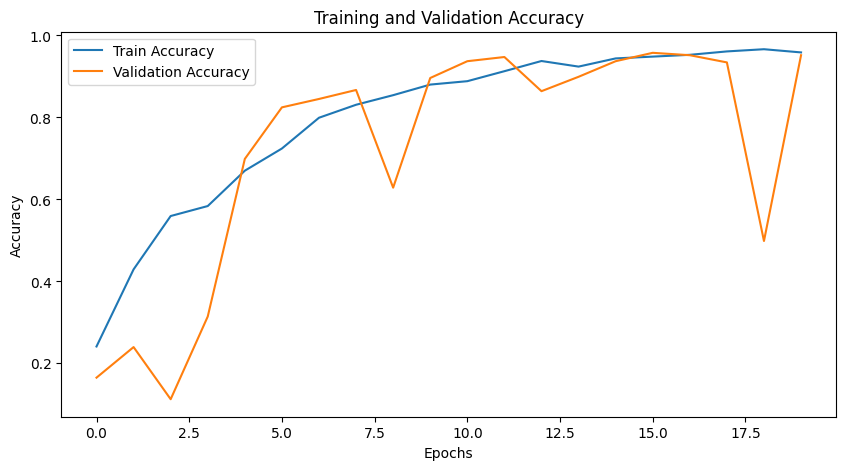 Training and Validation Accuracy
Train Accuracy
Validation Accuracy
1.0
0.8
0.6
0.4
0.2
Accuracy
0.0 2.5 5.0 7.5 10.0 12.5 15.0 17.5
Epochs